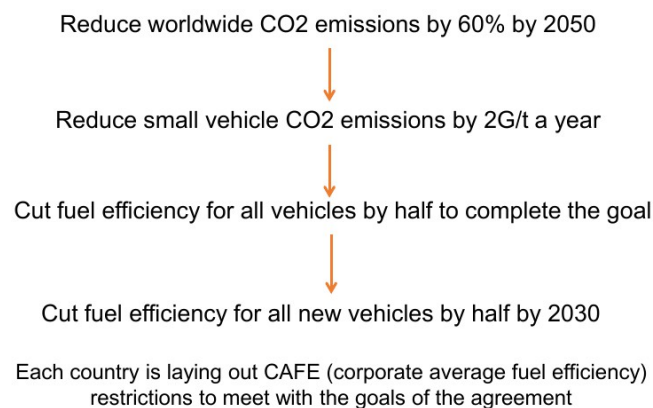 Reduce worldwide CO2 emissions by 60% by 2050
Reduce small vehicle CO2 emissions by 2G/t a year
Cut fuel efficiency for all vehicles by half to complete the goal
Cut fuel efficiency for all new vehicles by half by 2030
Each country is laying out CAFE (corporate average fuel efficiency)
restrictions to meet with the goals of the agreement